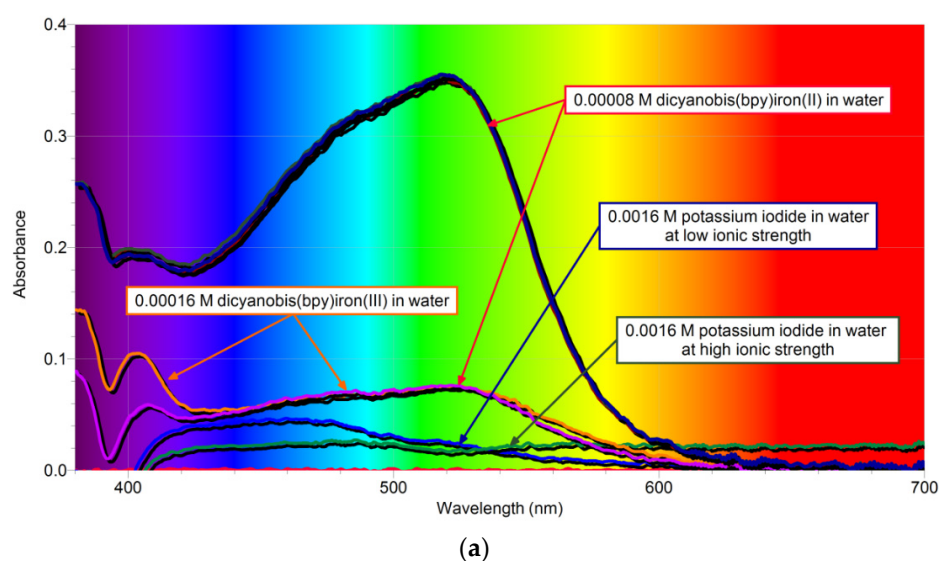 0.4
0.3
0.2
0.1
0.0
Absorbance
0.00008 M dicyanobis(bpy)iron(II) in water
0.0016 M potassium iodide in water
at low ionic strength
0.00016 M dicyanobis(bpy)iron(III) in water
0.0016 M potassium iodide in water
at high ionic strength
400
500
600
700
Wavelength (nm)
(a)